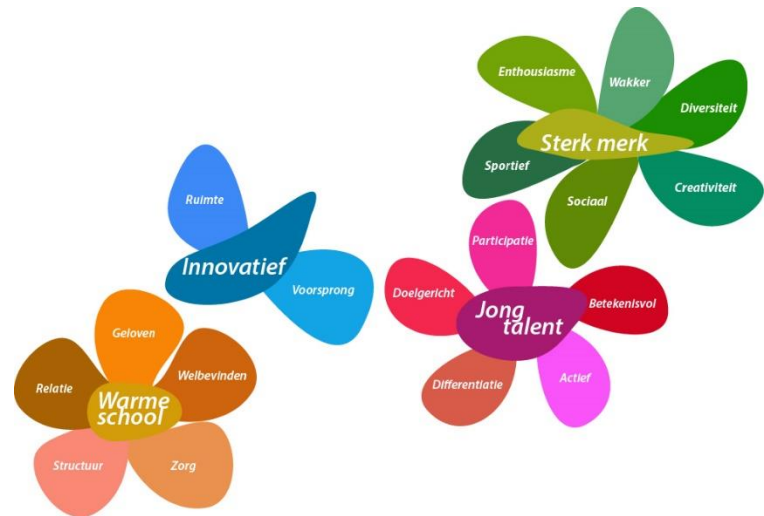 Enthousiasme
Wakker
Diversiteit
Sterk merk
Sportief
Creativiteit
Sociaal
Ruimte
Innovatief
Voorsprong
Participatie
Doelgericht
Betekenisvol
Jong
talent
Differentiatie
Actief
Geloven
Relatie
Welbevinden
Warme
school
Structuur
Zorg